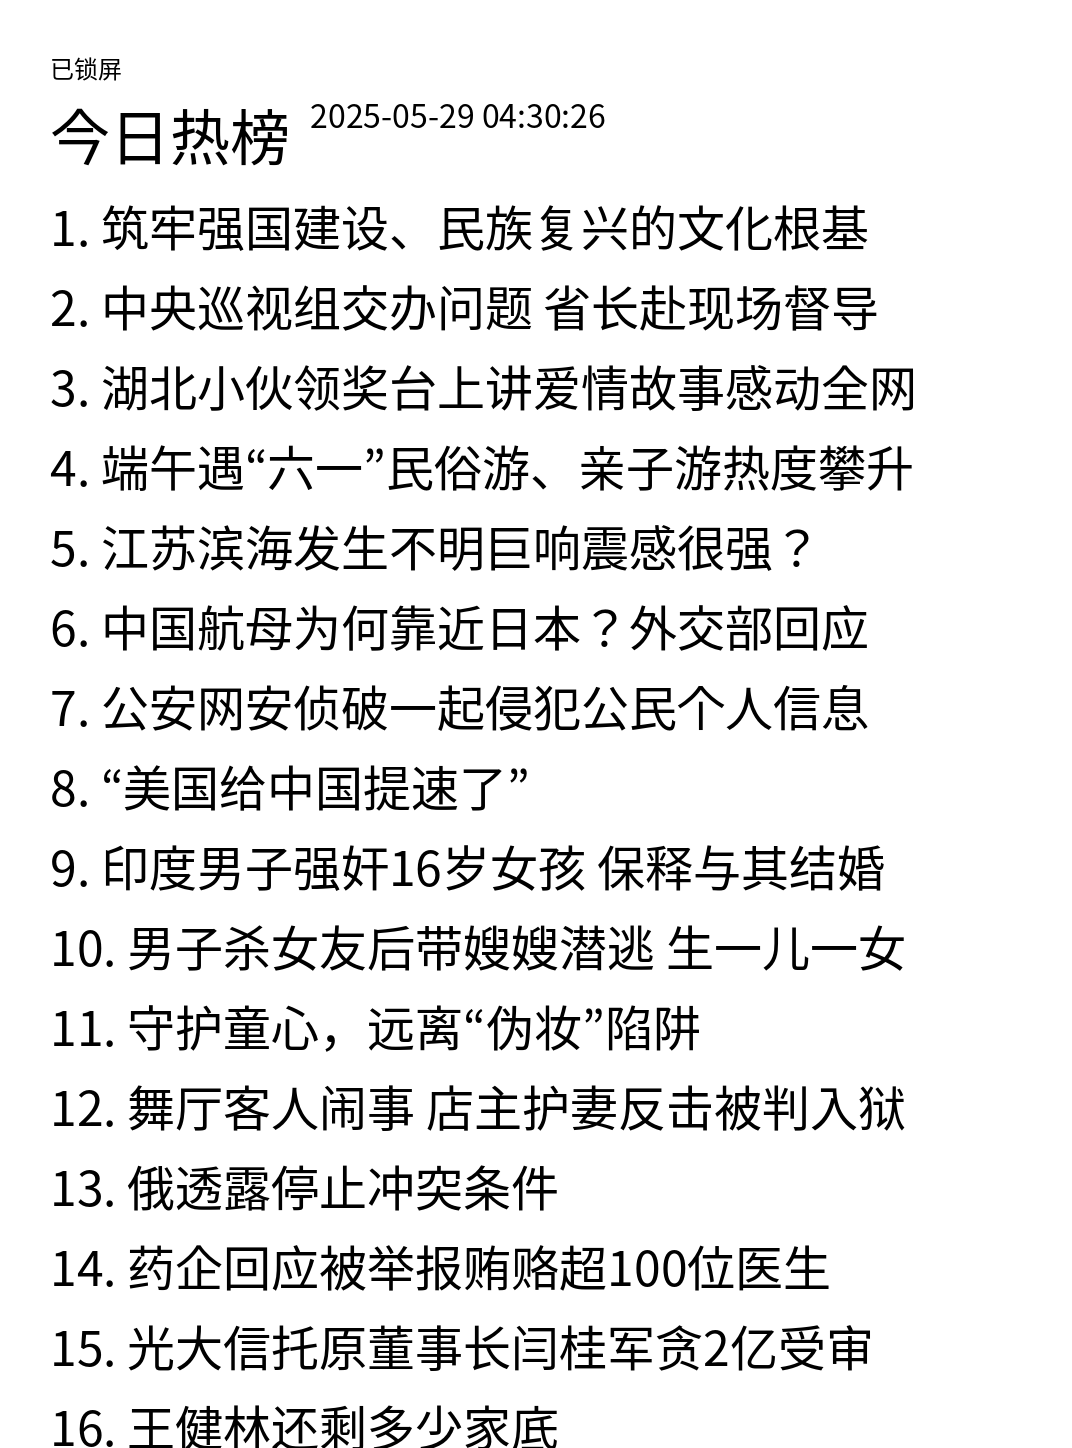 已锁屏
今日热榜 2025-05-29 04:30:26
1. 筑牢强国建设、民族复兴的文化根基
2. 中央巡视组交办问题 省长赴现场督导
3. 湖北小伙领奖台上讲爱情故事感动全网
4. 端午遇“六一”民俗游、亲子游热度攀升
5. 江苏滨海发生不明巨响震感很强？
6. 中国航母为何靠近日本？外交部回应
7. 公安网安侦破一起侵犯公民个人信息
8. “美国给中国提速了”
9. 印度男子强奸16岁女孩 保释与其结婚
10. 男子杀女友后带嫂嫂潜逃 生一儿一女
11. 守护童心，远离“伪妆”陷阱
12. 舞厅客人闹事 店主护妻反击被判入狱
13. 俄透露停止冲突条件
14. 药企回应被举报贿赂超100位医生
15. 光大信托原董事长闫桂军贪2亿受审
16. 王健林还剩多少家底